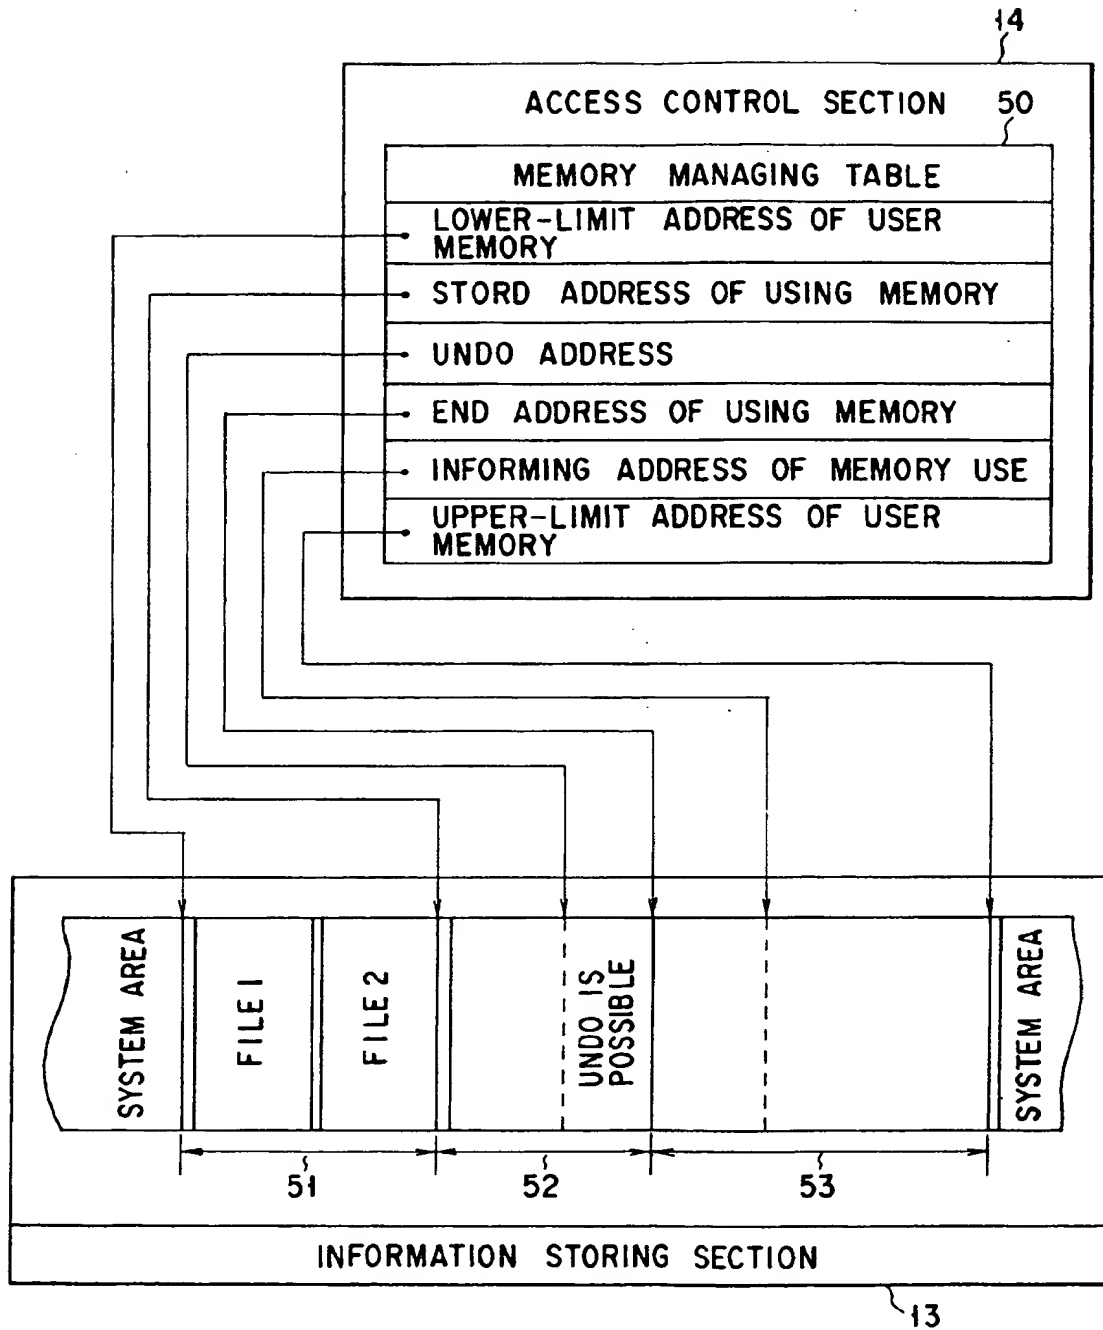 14
ACCESS CONTROL SECTION 50
MEMORY MANAGING TABLE
LOWER-LIMIT ADDRESS OF USER
MEMORY
STORD ADDRESS OF USING MEMORY
UNDO ADDRESS
END ADDRESS OF USING MEMORY
INFORMING ADDRESS OF MEMORY USE
UPPER-LIMIT ADDRESS OF USER
MEMORY
SYSTEM AREA
FILE 1
FILE 2
UNDO IS
POSSIBLE
SYSTEM AREA
51
52
53
INFORMATION STORING SECTION
13